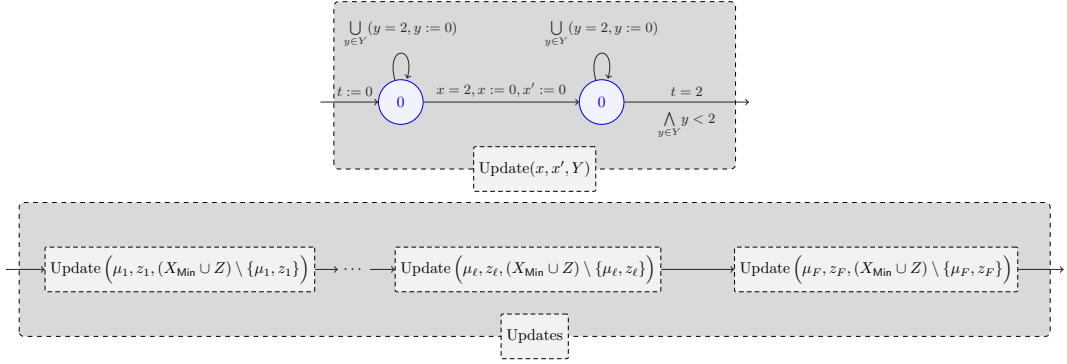 ⋃_{y∈Y}(y = 2, y := 0) ⋃_{y∈Y}(y = 2, y := 0)
t := 0 0 x = 2, x := 0, x′ := 0 0 t = 2
⋀_{y∈Y} y < 2
Update(x, x′, Y)
Update(μ₁, z₁, (X_Min ∪ Z) \ {μ₁, z₁}) ··· Update(μ_ℓ, z_ℓ, (X_Min ∪ Z) \ {μ_ℓ, z_ℓ}) Update(μ_F, z_F, (X_Min ∪ Z) \ {μ_F, z_F})
Updates